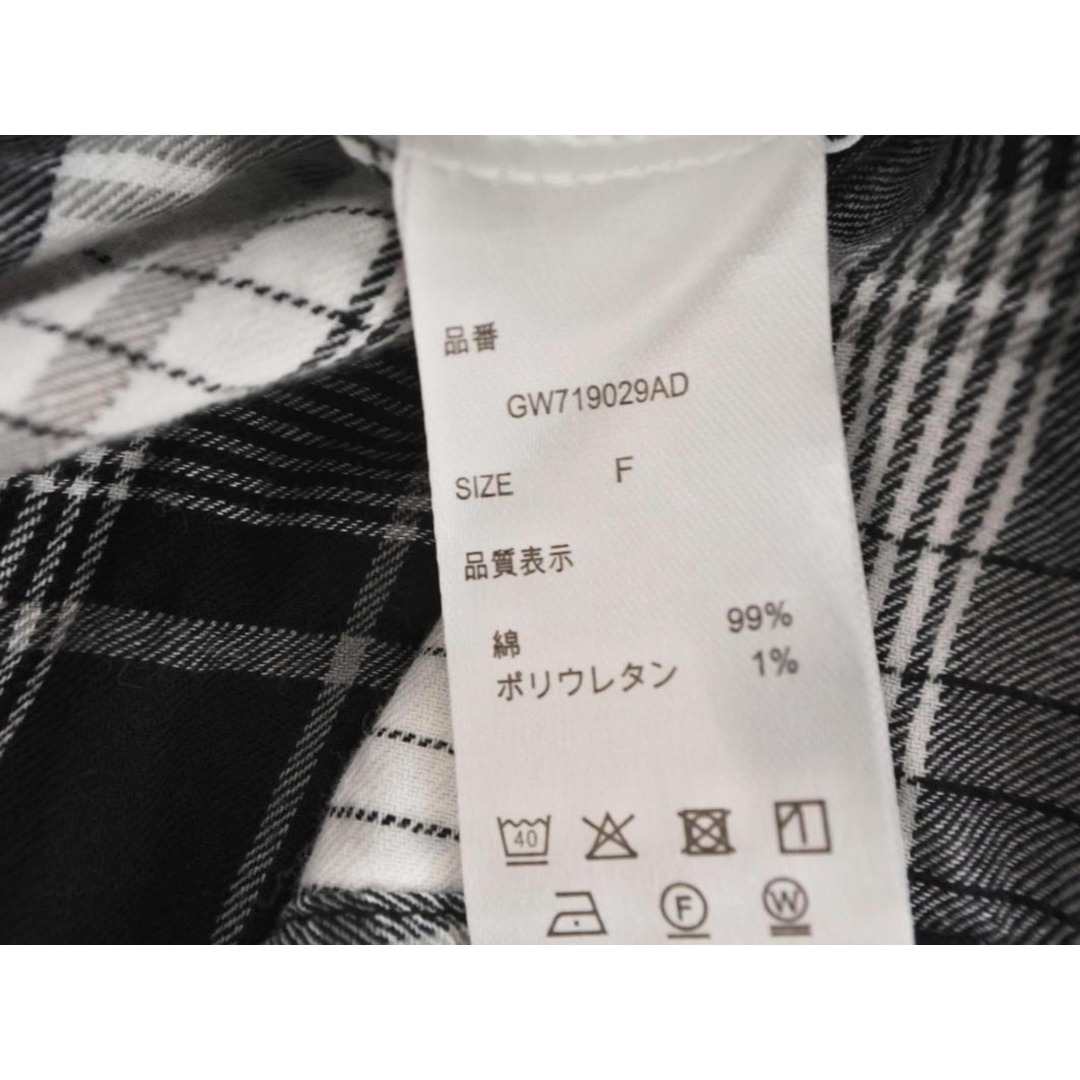 品番
GW719029AD
SIZE F
品質表示
綿 99%
ポリウレタン 1%
40
F W